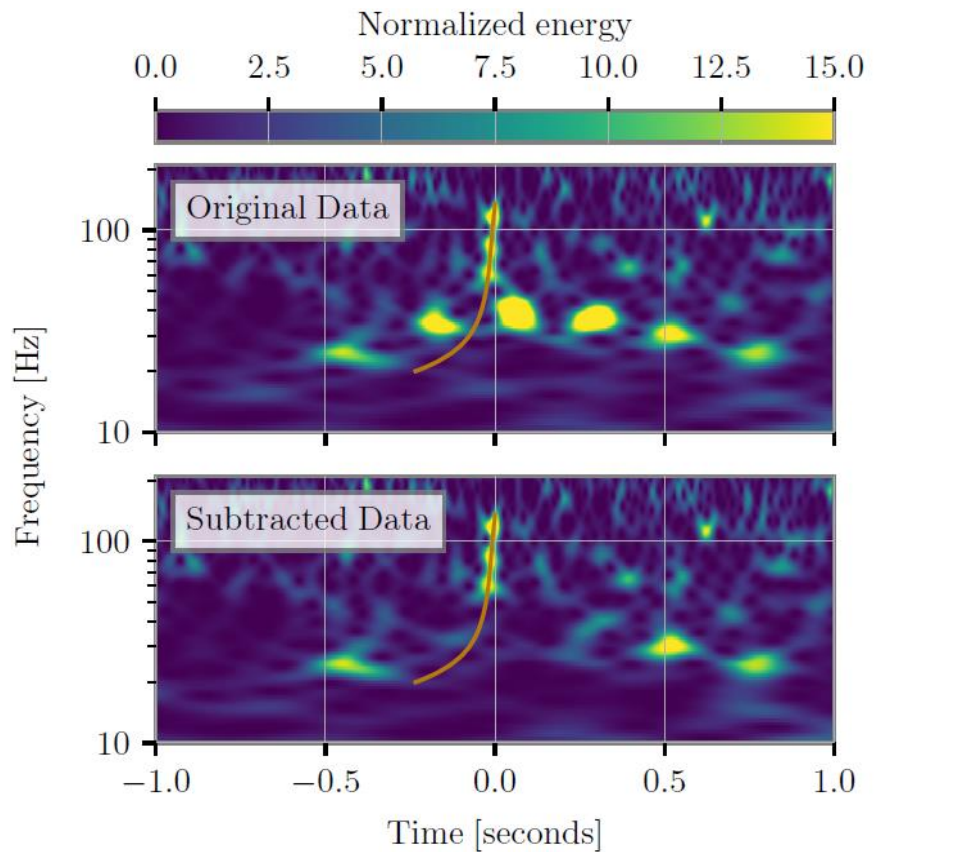 Normalized energy
0.0 2.5 5.0 7.5 10.0 12.5 15.0
Original Data
100
10
Frequency [Hz]
Subtracted Data
100
10
−1.0 −0.5 0.0 0.5 1.0
Time [seconds]